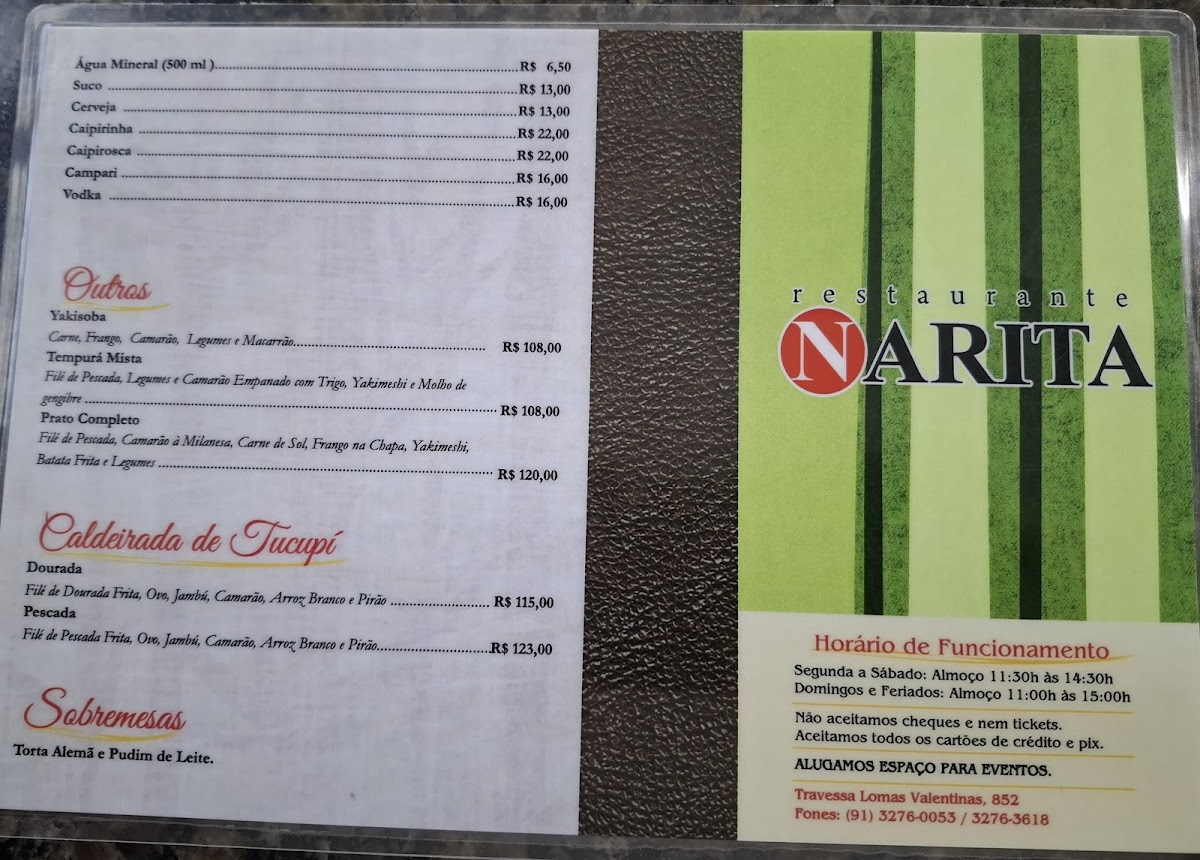 Água Mineral (500 ml )........ R$ 6,50
Suco ........ R$ 13,00
Cerveja ........ R$ 13,00
Caipirinha ........ R$ 22,00
Caipirosca ........ R$ 22,00
Campari ........ R$ 16,00
Vodka ........ R$ 16,00
Outros
Yakisoba
Carne, Frango, Camarão, Legumes e Macarrão........ R$ 108,00
Tempurá Mista
Filé de Pescada, Legumes e Camarão Empanado com Trigo, Yakimeshi e Molho de
gengibre ........ R$ 108,00
Prato Completo
Filé de Pescada, Camarão à Milanesa, Carne de Sol, Frango na Chapa, Yakimeshi,
Batata Frita e Legumes ........ R$ 120,00
Caldeirada de Tucupí
Dourada
Filé de Dourada Frita, Ovo, Jambú, Camarão, Arroz Branco e Pirão ........ R$ 115,00
Pescada
Filé de Pescada Frita, Ovo, Jambú, Camarão, Arroz Branco e Pirão........ R$ 123,00
Sobremesas
Torta Alemã e Pudim de Leite.
restaurante
NARITA
Horário de Funcionamento
Segunda a Sábado: Almoço 11:30h às 14:30h
Domingos e Feriados: Almoço 11:00h às 15:00h
Não aceitamos cheques e nem tickets.
Aceitamos todos os cartões de crédito e pix.
ALUGAMOS ESPAÇO PARA EVENTOS.
Travessa Lomas Valentinas, 852
Fones: (91) 3276-0053 / 3276-3618